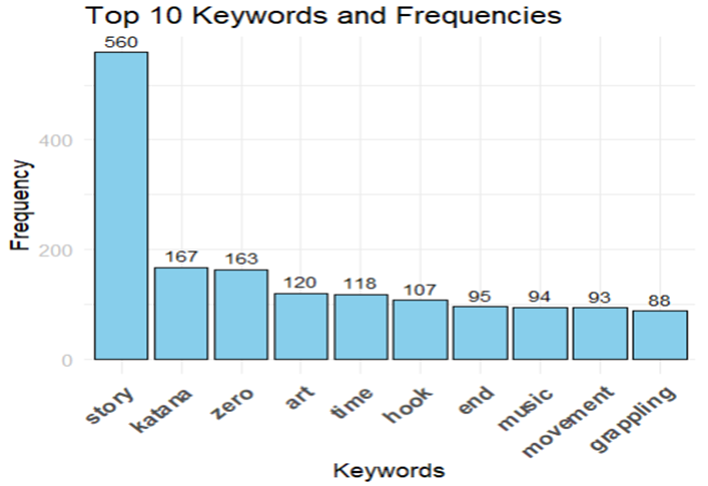 Top 10 Keywords and Frequencies
560
167
163
120
118
107
95
94
93
88
400
200
0
Frequency
story
katana
zero
art
time
hook
end
music
movement
grappling
Keywords